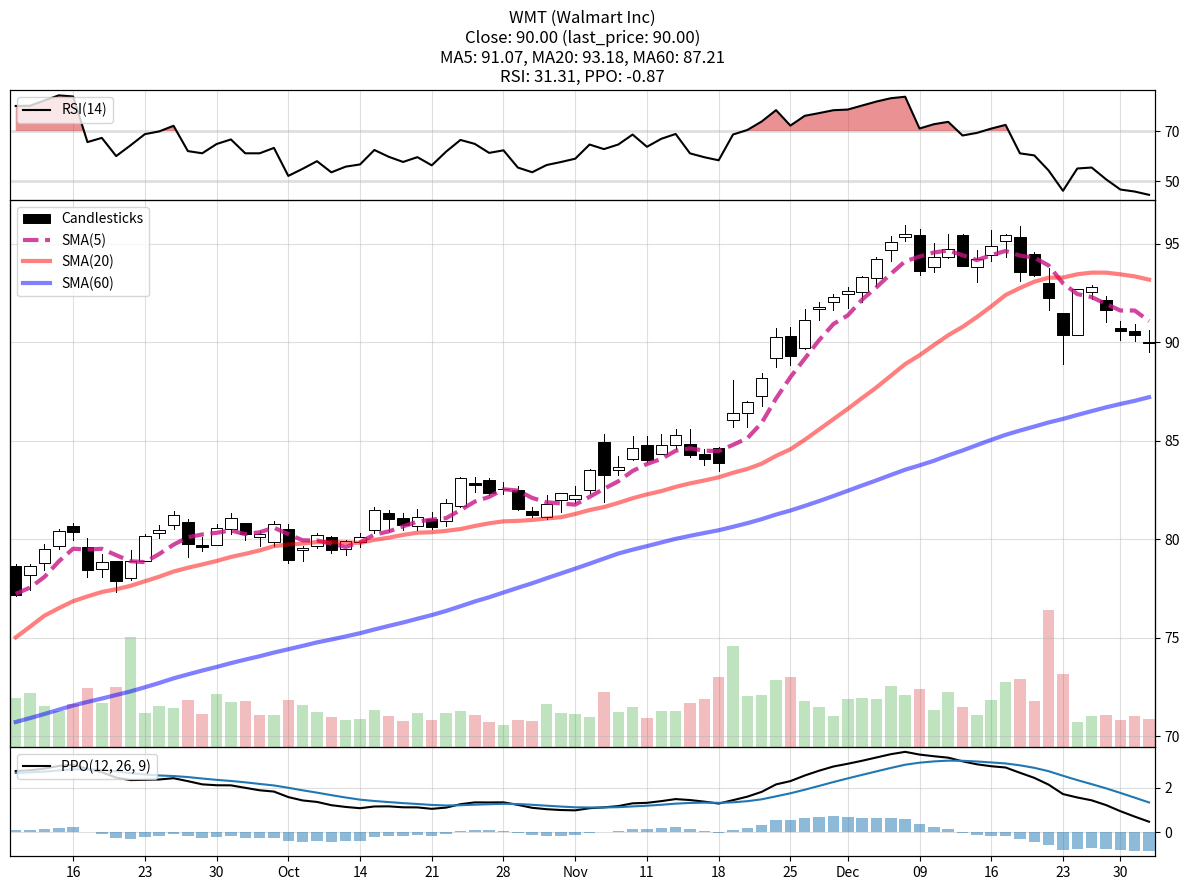 WMT (Walmart Inc)
Close: 90.00 (last_price: 90.00)
MA5: 91.07, MA20: 93.18, MA60: 87.21
RSI: 31.31, PPO: -0.87
RSI(14)
70
50
Candlesticks
SMA(5)
SMA(20)
SMA(60)
95
90
85
80
75
70
PPO(12, 26, 9)
2
0
16 23 30 Oct 14 21 28 Nov 11 18 25 Dec 09 16 23 30